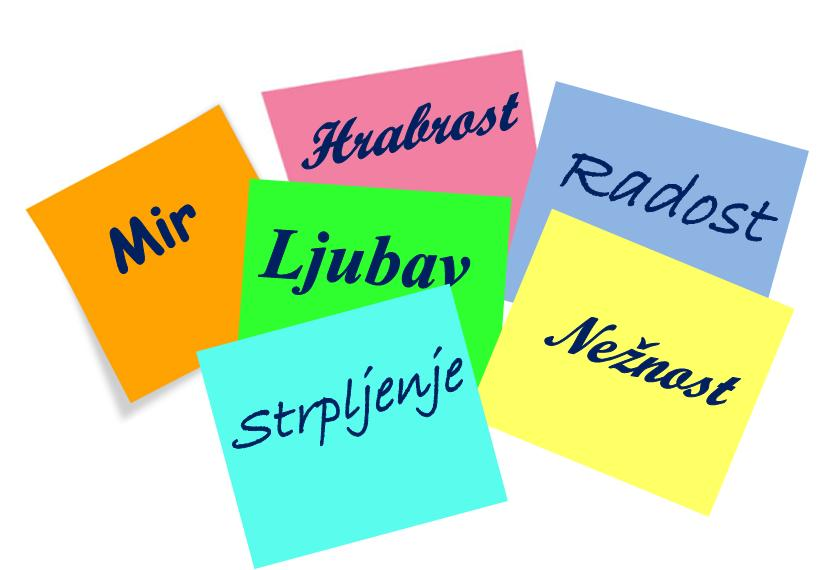 Hrabrost
Radost
Mir
Ljubav
Nežnost
Strpljenje